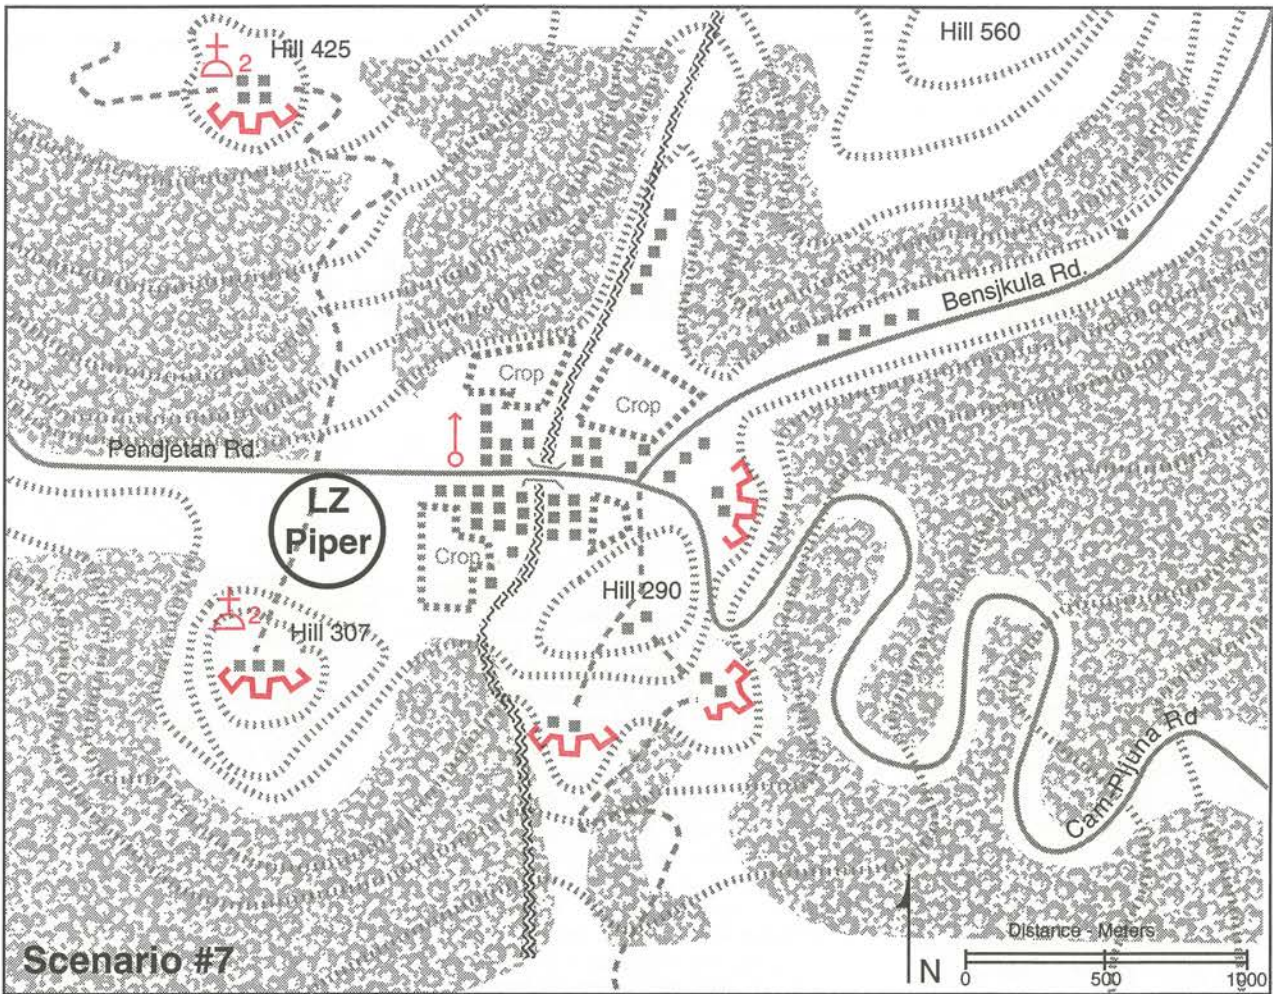 Hill 425
2
Hill 560
Bensjkula Rd.
Crop
Crop
Pendjetan Rd.
LZ
Piper
Crop
Hill 290
2
Hill 307
Cam-Pijuna Rd
Scenario #7
N
Distance - Meters
0 500 1000